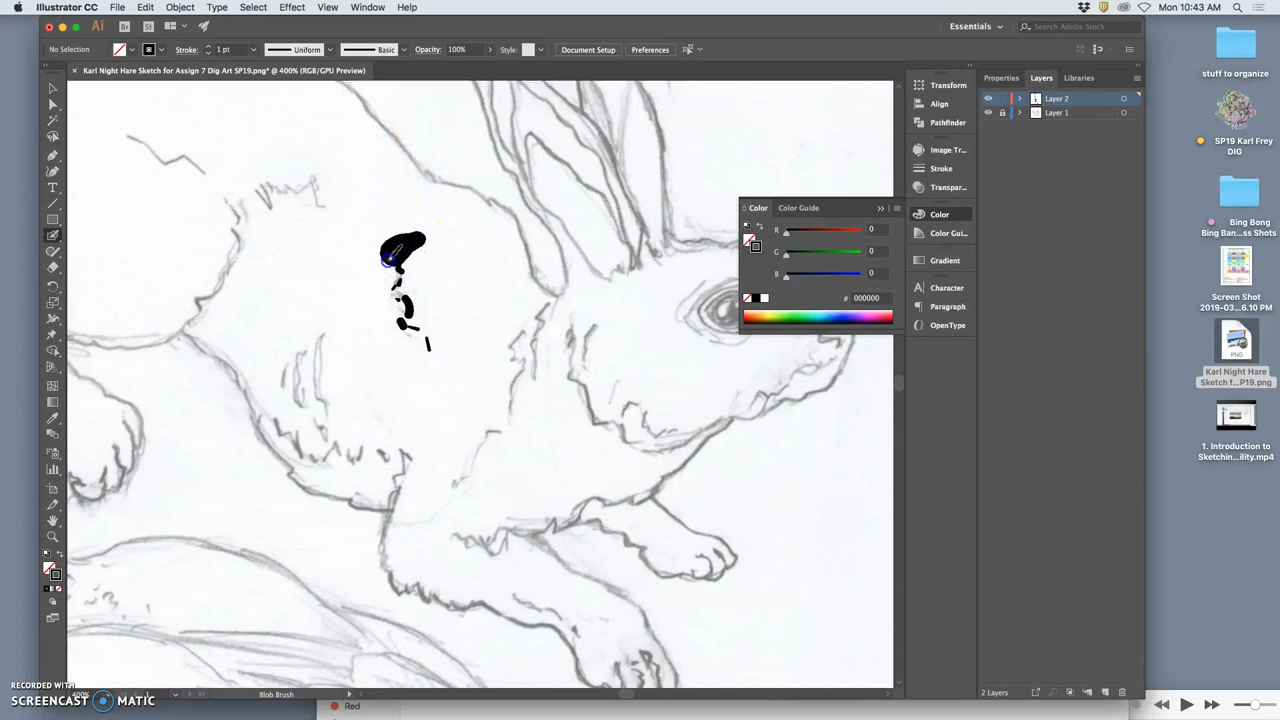 Illustrator CC File Edit Object Type Select Effect View Window Help Mon 10:43 AM
Ai Br St Essentials Search Adobe Stock
No Selection Stroke: 1 pt Uniform Basic Opacity: 100% Style: Document Setup Preferences
× Karl Night Hare Sketch for Assign 7 Dig Art SP19.png* @ 400% (RGB/GPU Preview)
Properties Layers Libraries
Layer 2
Layer 1
Transform
Align
Pathfinder
Image Tr...
Stroke
Transpar...
Color
Color Gui...
Gradient
Character
Paragraph
OpenType
Color Color Guide
R 0
G 0
B 0
# 000000
stuff to organize
SP19 Karl Frey
DIG
Bing Bong
Bing Ban...ss Shots
Screen Shot
2019-03...6.10 PM
PNG
Karl Night Hare
Sketch f...P19.png
1. Introduction to
Sketchin...ility.mp4
400% 1 Blob Brush
2 Layers
RECORDED WITH
SCREENCAST MATIC
Red